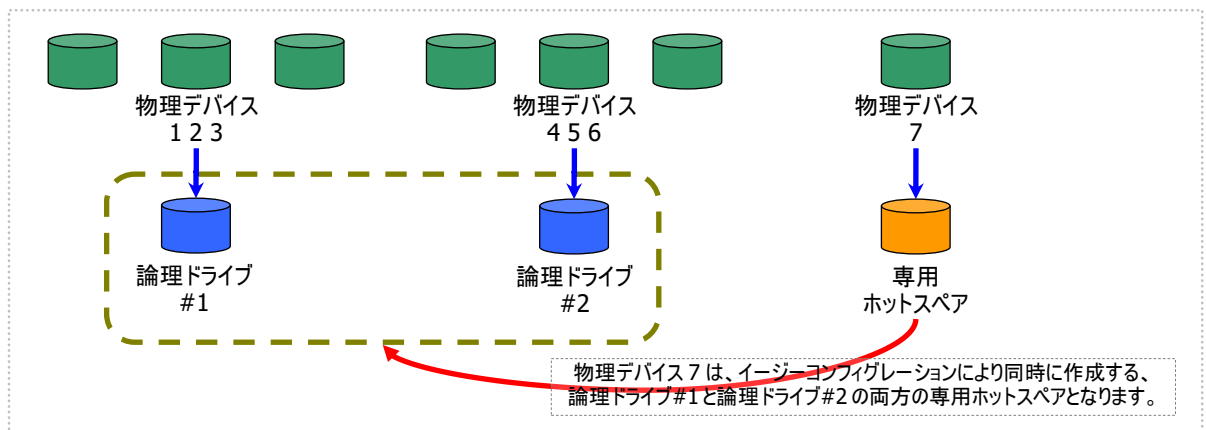 物理デバイス
1 2 3
物理デバイス
4 5 6
物理デバイス
7
論理ドライブ
#1
論理ドライブ
#2
専用
ホットスペア
物理デバイス7は、イージーコンフィグレーションにより同時に作成する、
論理ドライブ#1と論理ドライブ#2の両方の専用ホットスペアとなります。